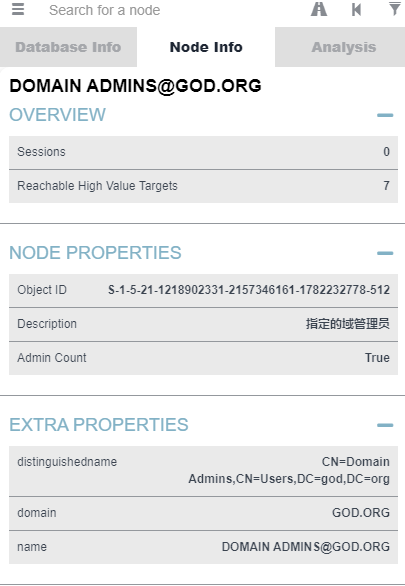 Search for a node
Database Info Node Info Analysis
DOMAIN ADMINS@GOD.ORG
OVERVIEW
Sessions 0
Reachable High Value Targets 7
NODE PROPERTIES
Object ID S-1-5-21-1218902331-2157346161-1782232778-512
Description 指定的域管理员
Admin Count True
EXTRA PROPERTIES
distinguishedname CN=Domain
Admins,CN=Users,DC=god,DC=org
domain GOD.ORG
name DOMAIN ADMINS@GOD.ORG